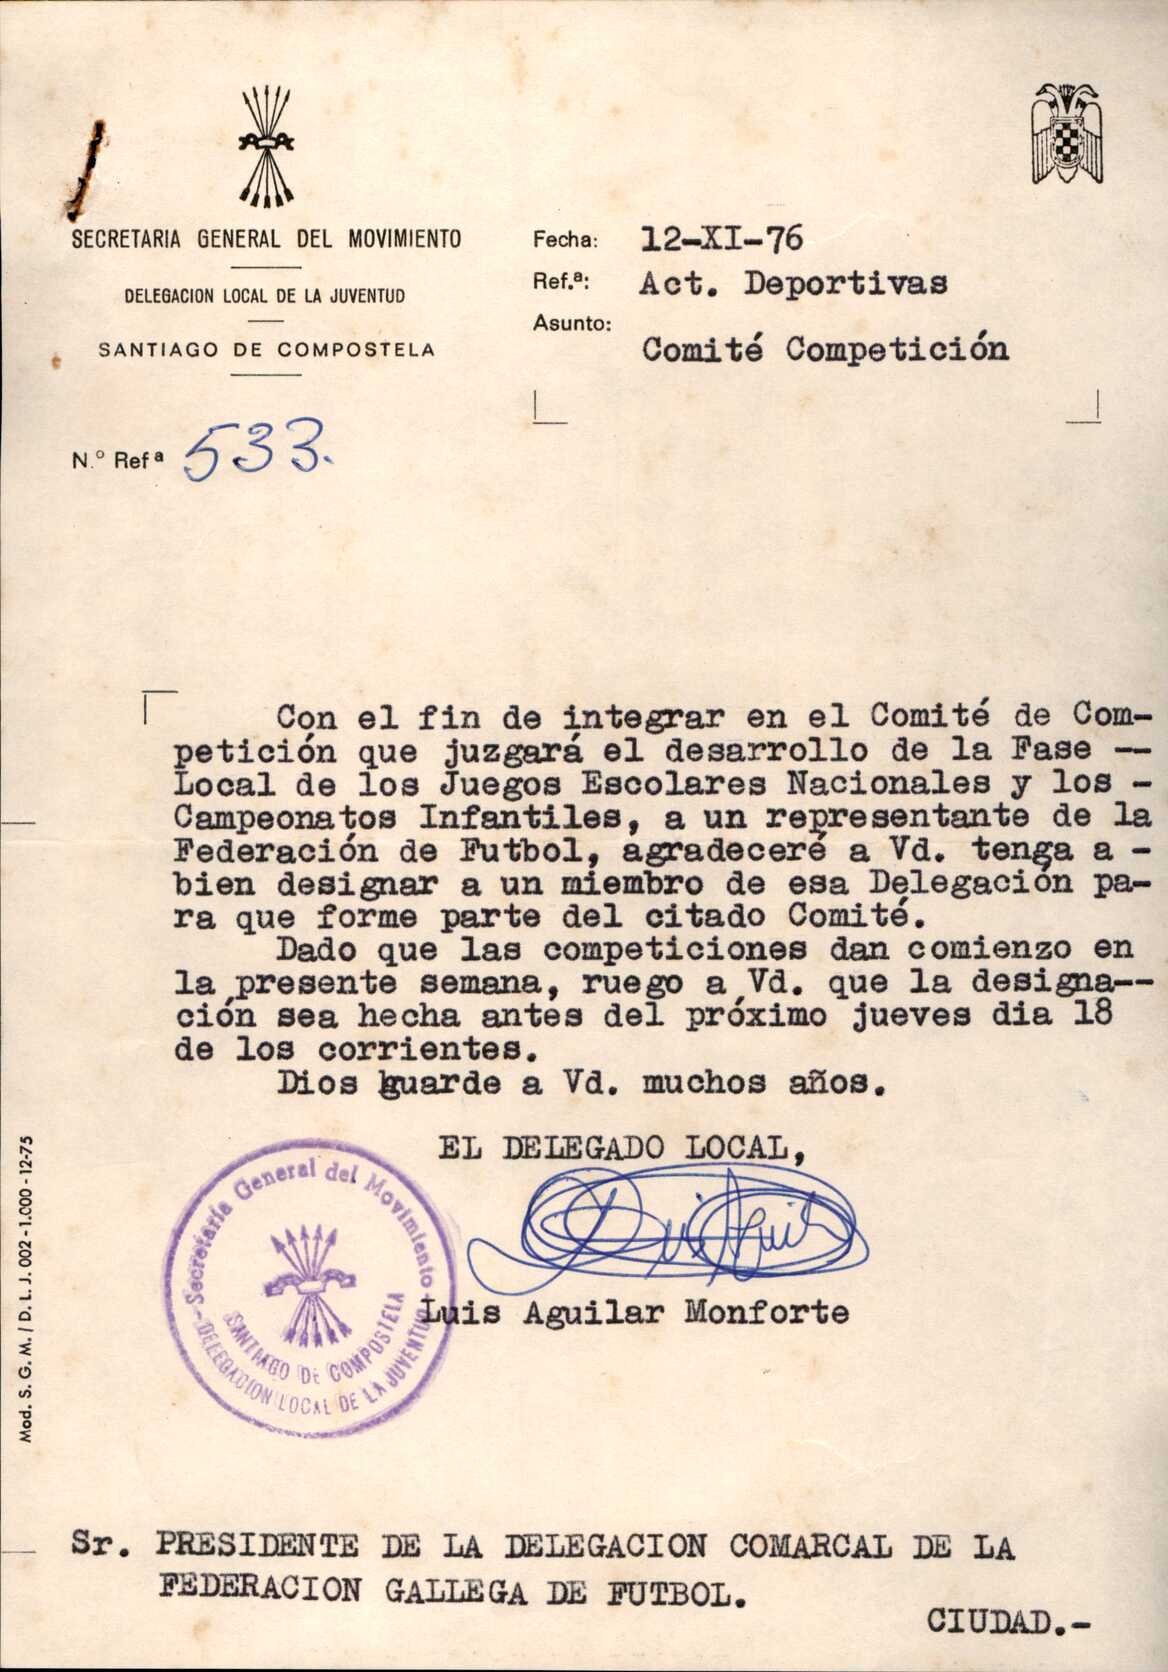 SECRETARIA GENERAL DEL MOVIMIENTO
DELEGACION LOCAL DE LA JUVENTUD
SANTIAGO DE COMPOSTELA
N.º Refª 533.
Fecha: 12-XI-76
Ref.ª: Act. Deportivas
Asunto:
Comité Competición
Con el fin de integrar en el Comité de Com-
petición que juzgará el desarrollo de la Fase --
Local de los Juegos Escolares Nacionales y los -
Campeonatos Infantiles, a un representante de la
Federación de Futbol, agradeceré a Vd. tenga a -
bien designar a un miembro de esa Delegación pa-
ra que forme parte del citado Comité.
Dado que las competiciones dan comienzo en
la presente semana, ruego a Vd. que la designa--
ción sea hecha antes del próximo jueves dia 18
de los corrientes.
Dios guarde a Vd. muchos años.
EL DELEGADO LOCAL,
Luis Aguilar
Luis Aguilar Monforte
Secretaría General del Movimiento
SANTIAGO DE COMPOSTELA
DELEGACION LOCAL DE LA JUVENTUD
Mod. S. G. M. / D. L. J. 002 - 1.000 - 12-75
Sr. PRESIDENTE DE LA DELEGACION COMARCAL DE LA
FEDERACION GALLEGA DE FUTBOL.
CIUDAD.-